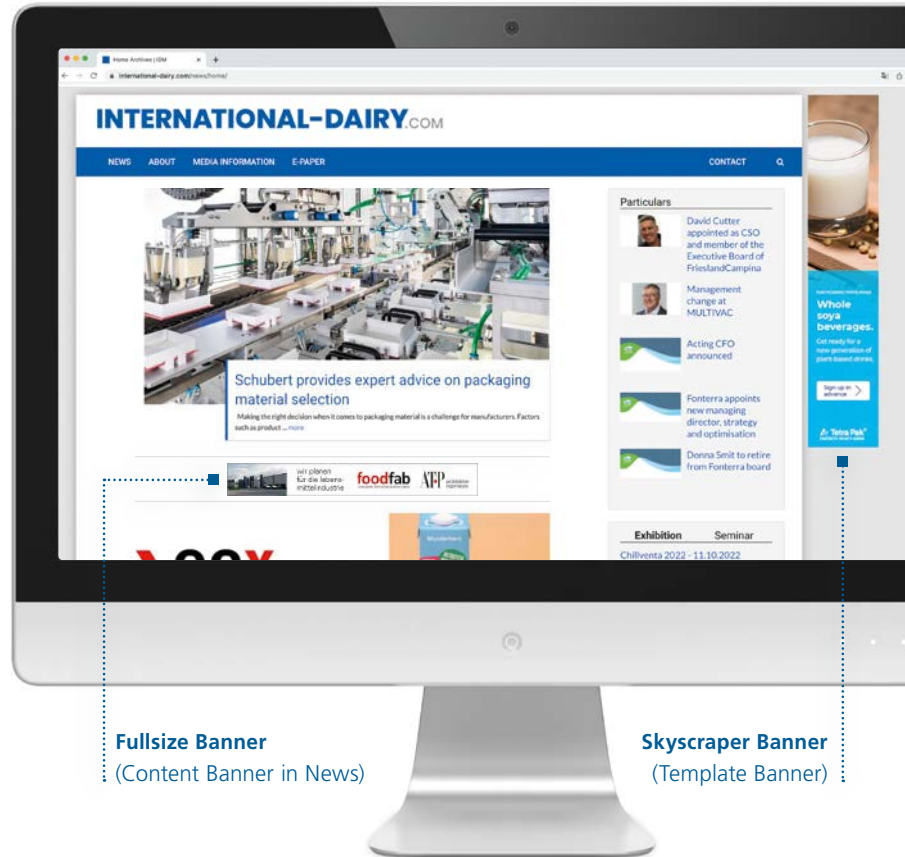 Home Archives | IDM
international-dairy.com/news/home/
INTERNATIONAL-DAIRY.COM
NEWS ABOUT MEDIA INFORMATION E-PAPER CONTACT
Schubert provides expert advice on packaging
material selection
Making the right decision when it comes to packaging material is a challenge for manufacturers. Factors
such as product ... more
wir planen
für die lebens-
mittelindustrie
foodfab
Particulars
David Cutter
appointed as CSO
and member of the
Executive Board of
FrieslandCampina
Management
change at
MULTIVAC
Acting CFO
announced
Fonterra appoints
new managing
director, strategy
and optimisation
Donna Smit to retire
from Fonterra board
Exhibition Seminar
Chillventa 2022 - 11.10.2022
Whole
soya
beverages.
Get ready for a
new generation of
plant-based drinks.
Sign up in
advance
Tetra Pak
Fullsize Banner
(Content Banner in News)
Skyscraper Banner
(Template Banner)